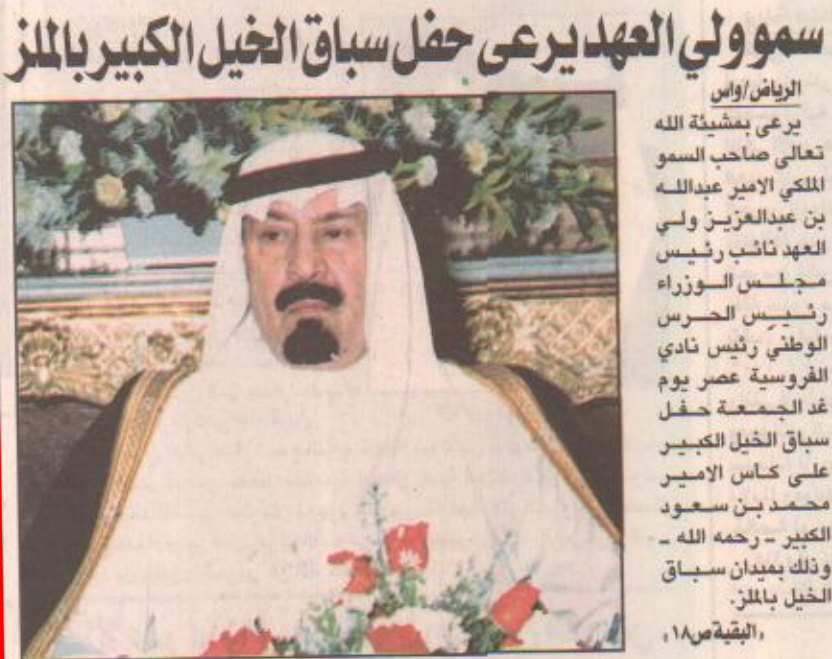 سمو ولي العهد يرعى حفل سباق الخيل الكبير بالملز
الرياض/واس
يرعى بمشيئة الله
تعالى صاحب السمو
الملكي الامير عبدالله
بن عبدالعزيز ولي
العهد نائب رئيس
مجلس الوزراء
رئيس الحرس
الوطني رئيس نادي
الفروسية عصر يوم
غد الجمعة حفل
سباق الخيل الكبير
على كأس الامير
محمد بن سعود
الكبير - رحمه الله -
وذلك بميدان سباق
الخيل بالملز.
«البقية ص١٨»